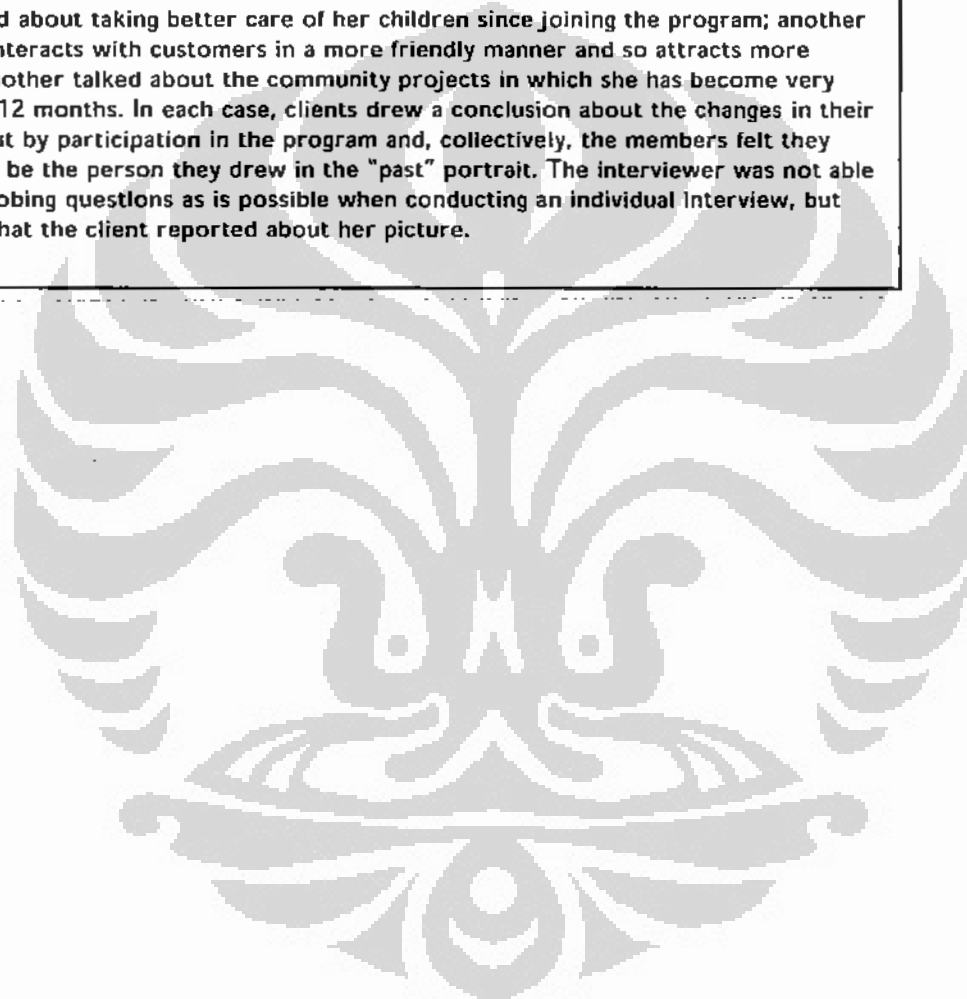 d about taking better care of her children since joining the program; another
nteracts with customers in a more friendly manner and so attracts more
other talked about the community projects in which she has become very
12 months. In each case, clients drew a conclusion about the changes in their
st by participation in the program and, collectively, the members felt they
be the person they drew in the "past" portrait. The interviewer was not able
obing questions as is possible when conducting an individual interview, but
hat the client reported about her picture.